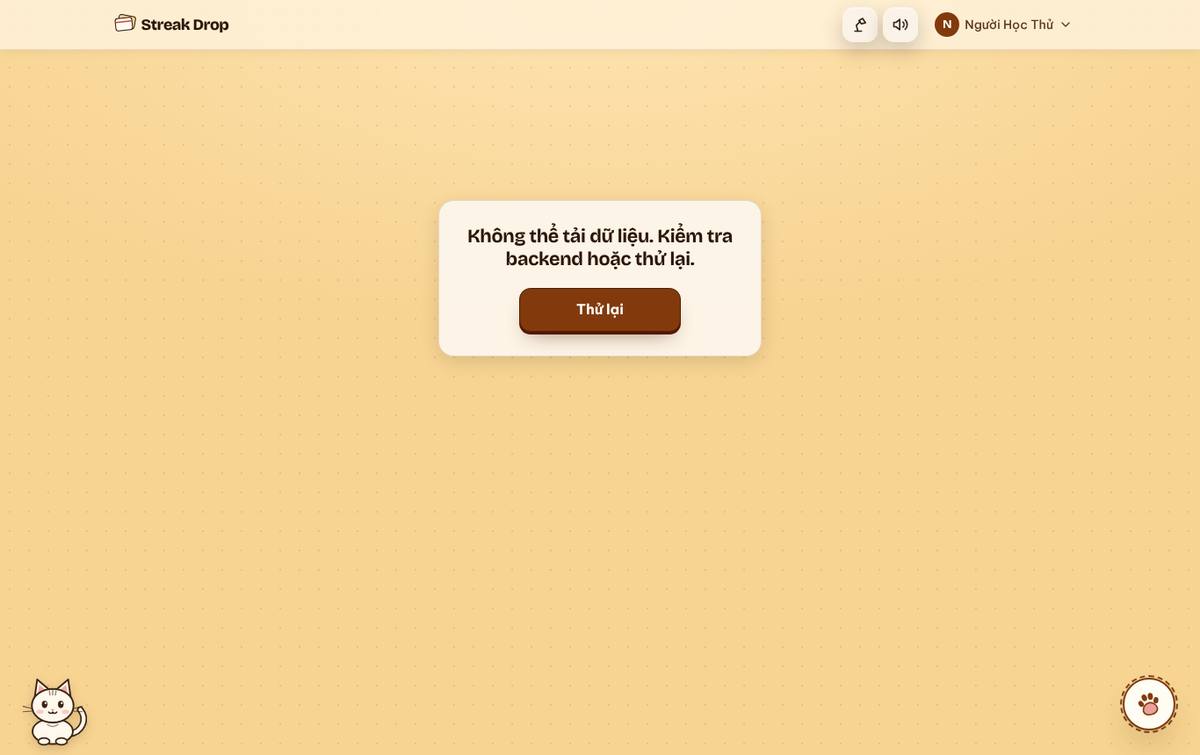 Streak Drop
N
Người Học Thử
Không thể tải dữ liệu. Kiểm tra
backend hoặc thử lại.
Thử lại